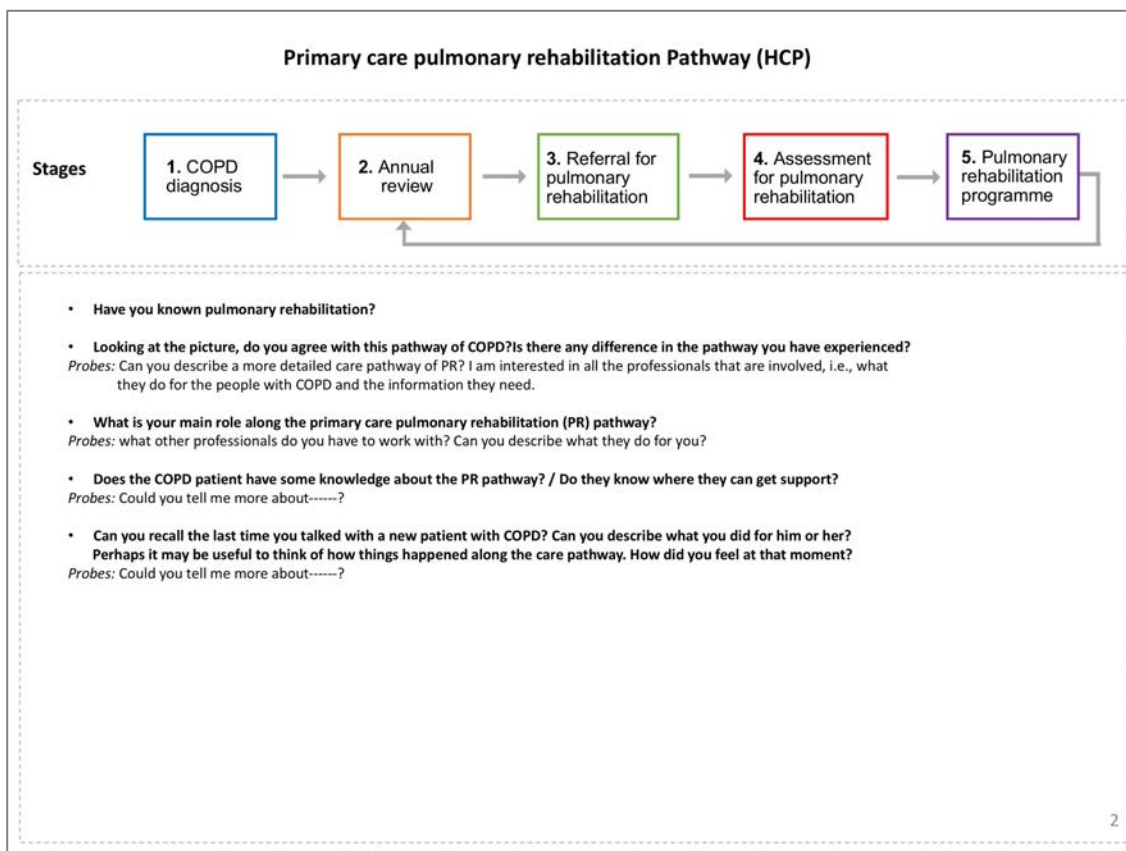 Primary care pulmonary rehabilitation Pathway (HCP)
Stages
1. COPD
diagnosis
2. Annual
review
3. Referral for
pulmonary
rehabilitation
4. Assessment
for pulmonary
rehabilitation
5. Pulmonary
rehabilitation
programme
• Have you known pulmonary rehabilitation?
• Looking at the picture, do you agree with this pathway of COPD?Is there any difference in the pathway you have experienced?
Probes: Can you describe a more detailed care pathway of PR? I am interested in all the professionals that are involved, i.e., what
they do for the people with COPD and the information they need.
• What is your main role along the primary care pulmonary rehabilitation (PR) pathway?
Probes: what other professionals do you have to work with? Can you describe what they do for you?
• Does the COPD patient have some knowledge about the PR pathway? / Do they know where they can get support?
Probes: Could you tell me more about------?
• Can you recall the last time you talked with a new patient with COPD? Can you describe what you did for him or her?
Perhaps it may be useful to think of how things happened along the care pathway. How did you feel at that moment?
Probes: Could you tell me more about------?
2